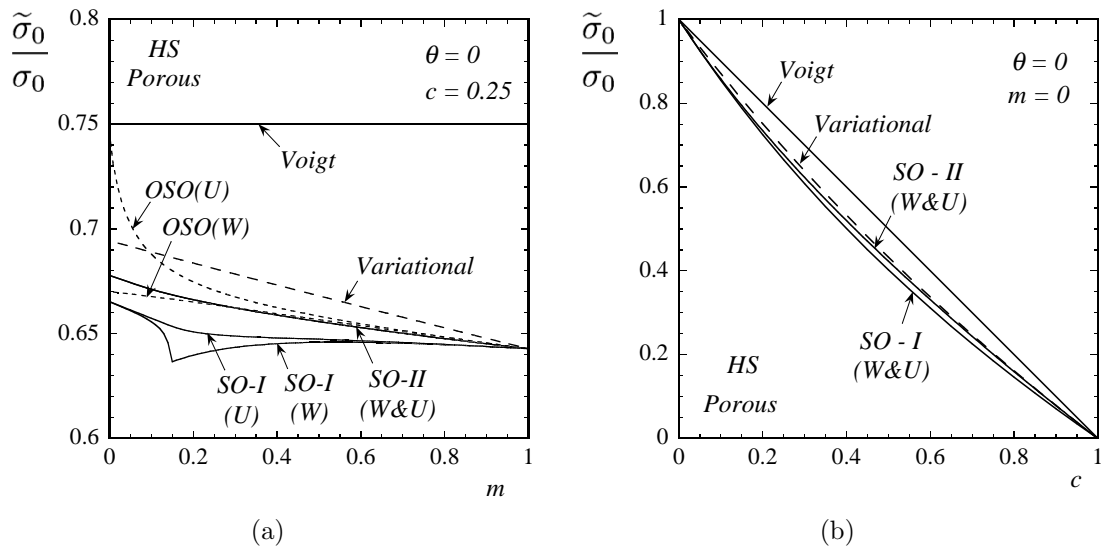 σ̃0
σ0
HS
Porous
θ = 0
c = 0.25
0.8
0.75
0.7
0.65
0.6
Voigt
OSO(U)
OSO(W)
Variational
SO-I
(U)
SO-I
(W)
SO-II
(W&U)
0
0.2
0.4
0.6
0.8
1
m
(a)
σ̃0
σ0
1
0.8
0.6
0.4
0.2
0
θ = 0
m = 0
Voigt
Variational
SO - II
(W&U)
SO - I
(W&U)
HS
Porous
0
0.2
0.4
0.6
0.8
1
c
(b)